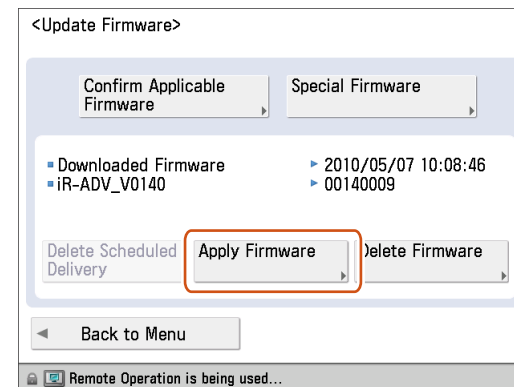 <Update Firmware>
Confirm Applicable
Firmware
Special Firmware
Downloaded Firmware
2010/05/07 10:08:46
iR-ADV_V0140
00140009
Delete Scheduled
Delivery
Apply Firmware
Delete Firmware
Back to Menu
Remote Operation is being used...